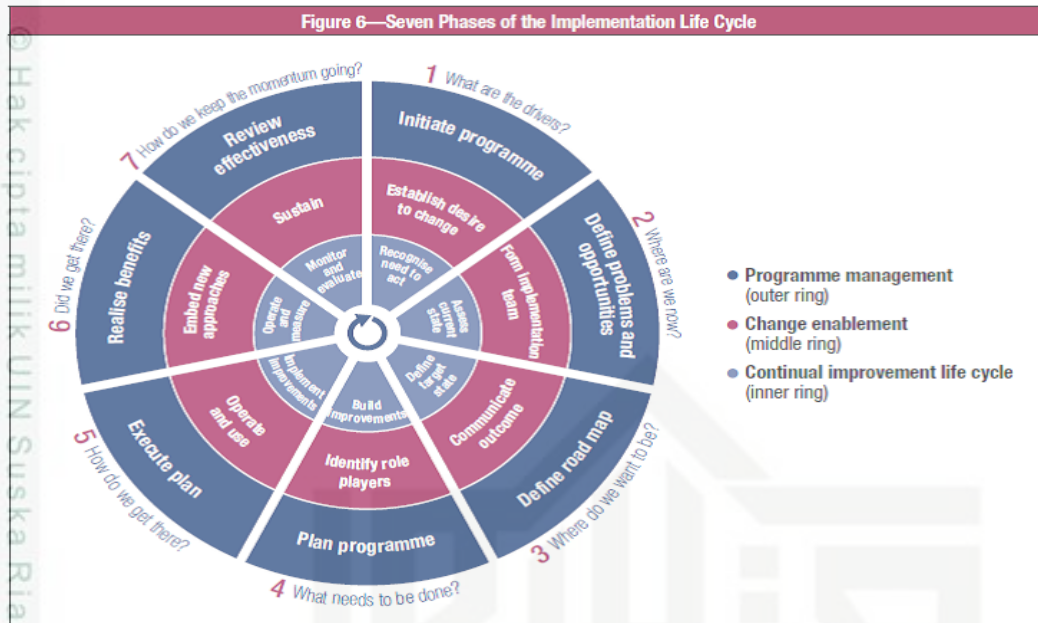 Figure 6—Seven Phases of the Implementation Life Cycle
© Hak cipta milik UIN Suska Ria
1 What are the drivers?
Initiate programme
Establish desire
to change
Recognise
need to
act
2 Where are we now?
Define problems and
opportunities
Form implementation
team
Assess
current
state
3 Where do we want to be?
Define road map
Communicate
outcome
Define
target
state
4 What needs to be done?
Plan programme
Identify role
players
Build
improvements
5 How do we get there?
Execute plan
Operate
and use
Implement
improvements
6 Did we get there?
Realise benefits
Embed new
approaches
Operate
and
measure
7 How do we keep the momentum going?
Review
effectiveness
Sustain
Monitor
and
evaluate
• Programme management
(outer ring)
• Change enablement
(middle ring)
• Continual improvement life cycle
(inner ring)